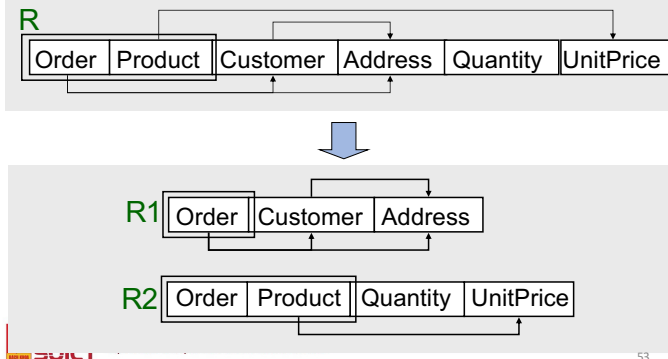 R
Order Product Customer Address Quantity UnitPrice
R1 Order Customer Address
R2 Order Product Quantity UnitPrice
53